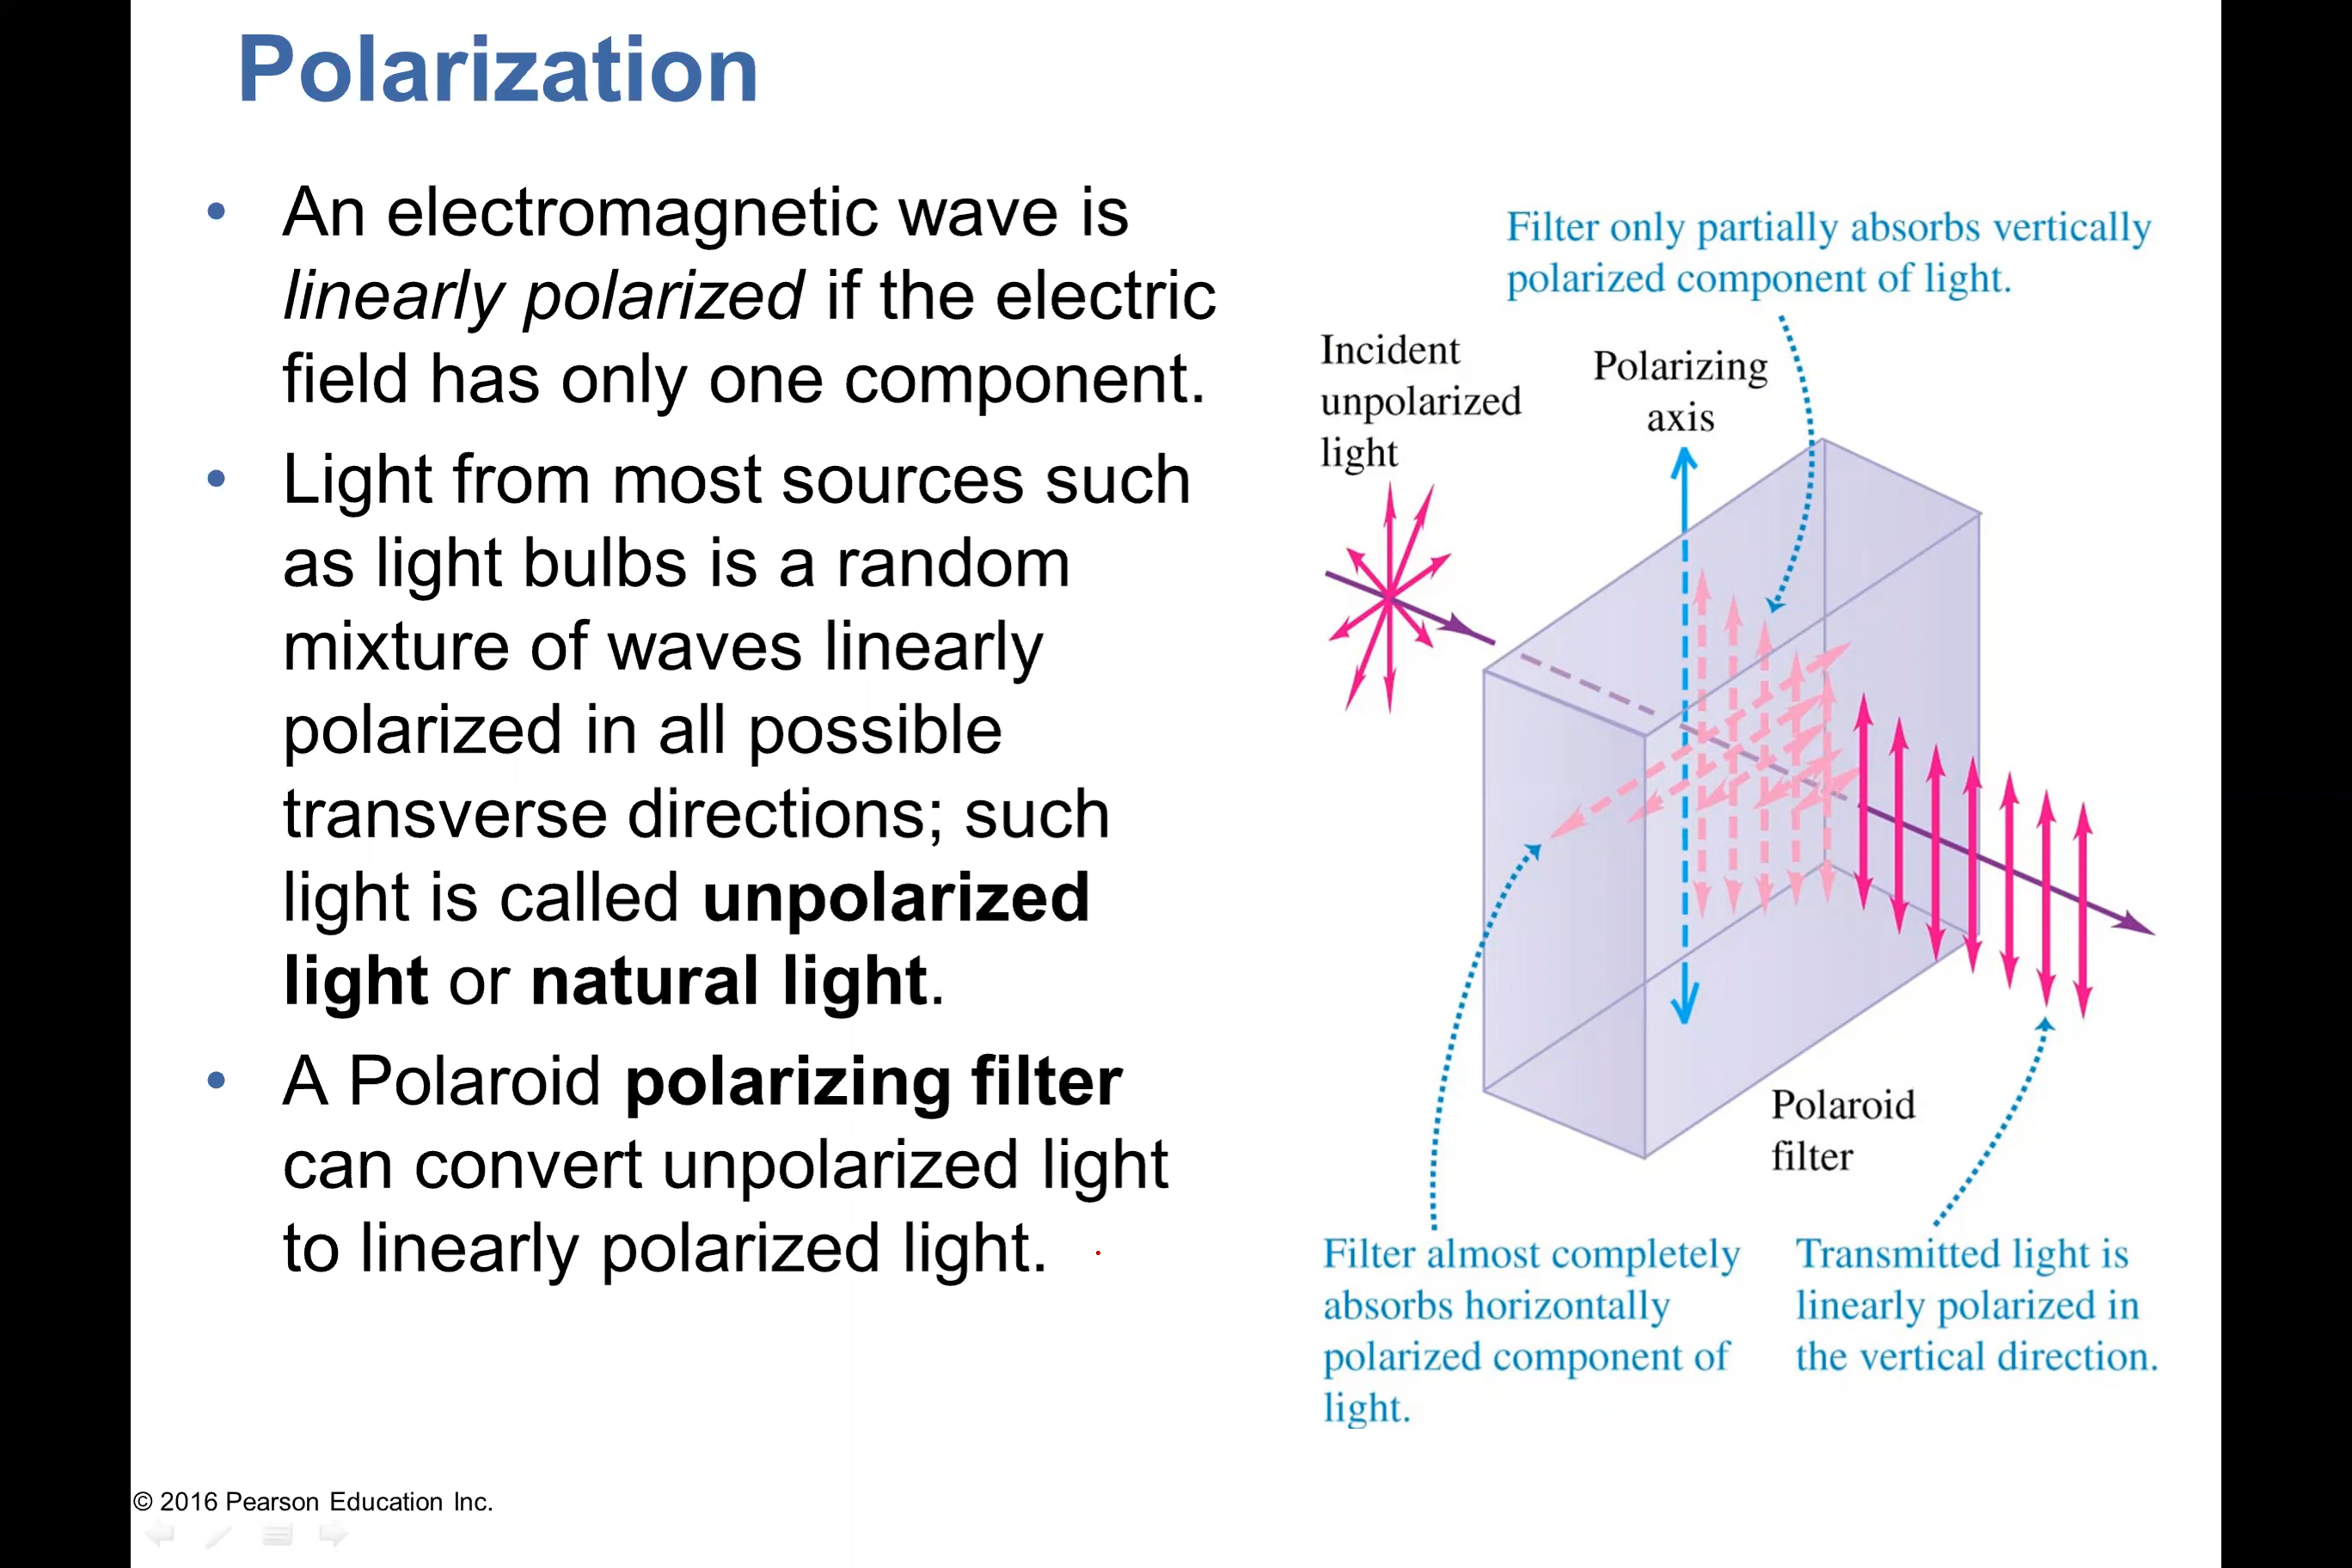 Polarization
• An electromagnetic wave is
linearly polarized if the electric
field has only one component.
• Light from most sources such
as light bulbs is a random
mixture of waves linearly
polarized in all possible
transverse directions; such
light is called unpolarized
light or natural light.
• A Polaroid polarizing filter
can convert unpolarized light
to linearly polarized light.
Filter only partially absorbs vertically
polarized component of light.
Incident
unpolarized
light
Polarizing
axis
Polaroid
filter
Filter almost completely
absorbs horizontally
polarized component of
light.
Transmitted light is
linearly polarized in
the vertical direction.
© 2016 Pearson Education Inc.